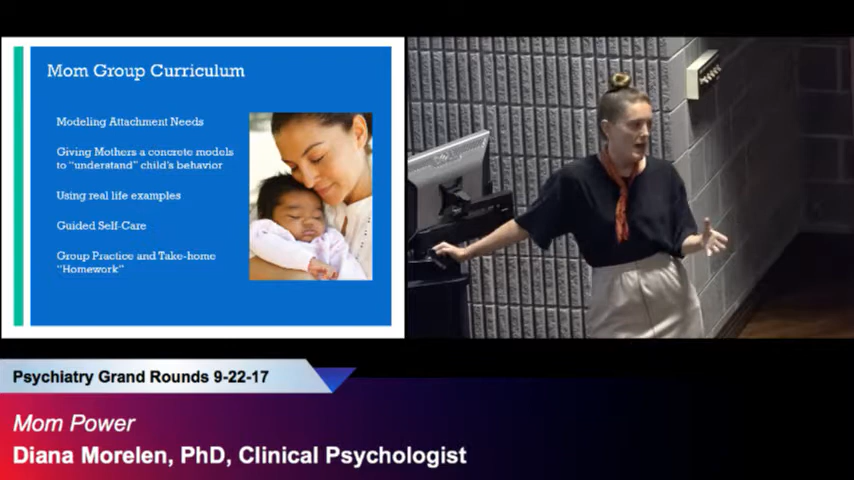 Mom Group Curriculum
Modeling Attachment Needs
Giving Mothers a concrete models
to "understand" child's behavior
Using real life examples
Guided Self-Care
Group Practice and Take-home
"Homework"
Psychiatry Grand Rounds 9-22-17
Mom Power
Diana Morelen, PhD, Clinical Psychologist